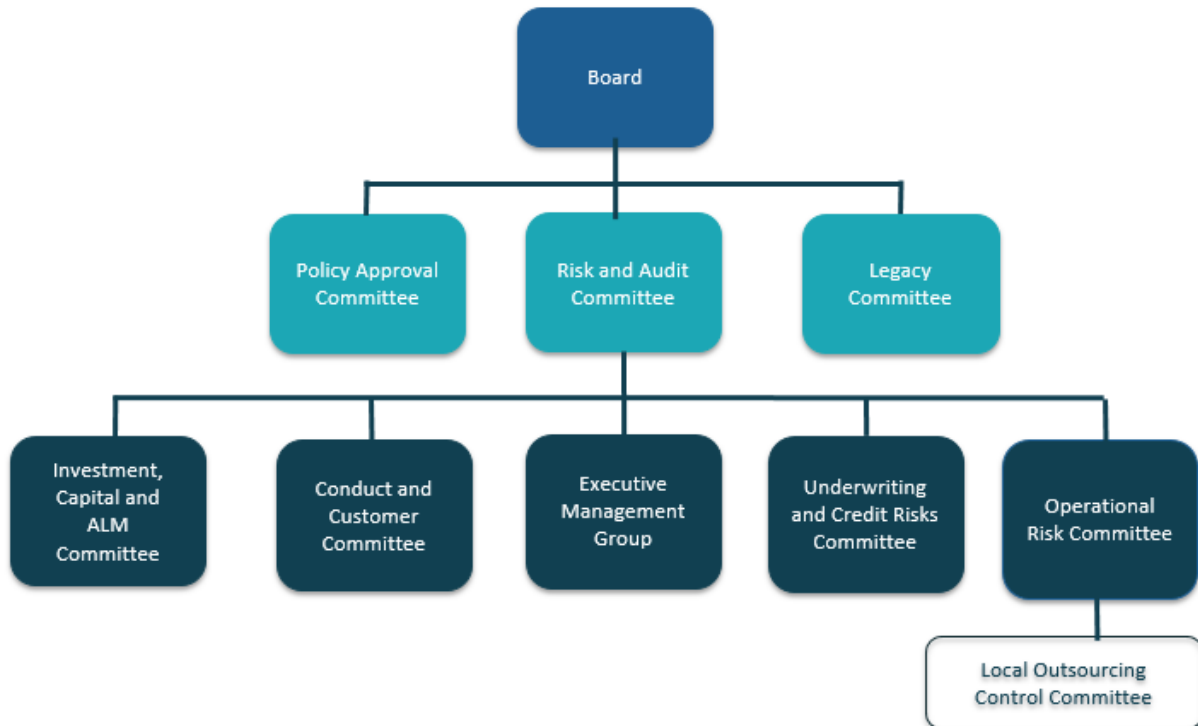 Board
Policy Approval
Committee
Risk and Audit
Committee
Legacy
Committee
Investment,
Capital and
ALM
Committee
Conduct and
Customer
Committee
Executive
Management
Group
Underwriting
and Credit Risks
Committee
Operational
Risk Committee
Local Outsourcing
Control Committee